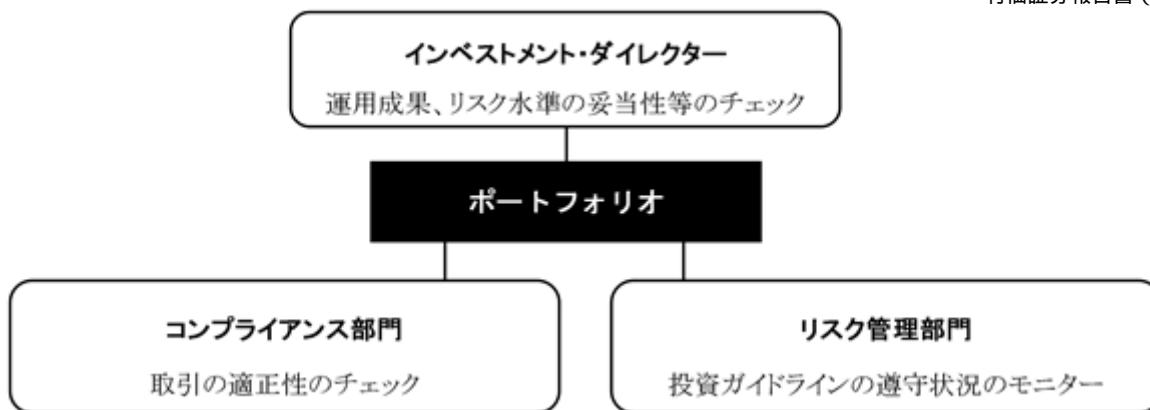 インベストメント・ダイレクター
運用成果、リスク水準の妥当性等のチェック
ポートフォリオ
コンプライアンス部門
取引の適正性のチェック
リスク管理部門
投資ガイドラインの遵守状況のモニター